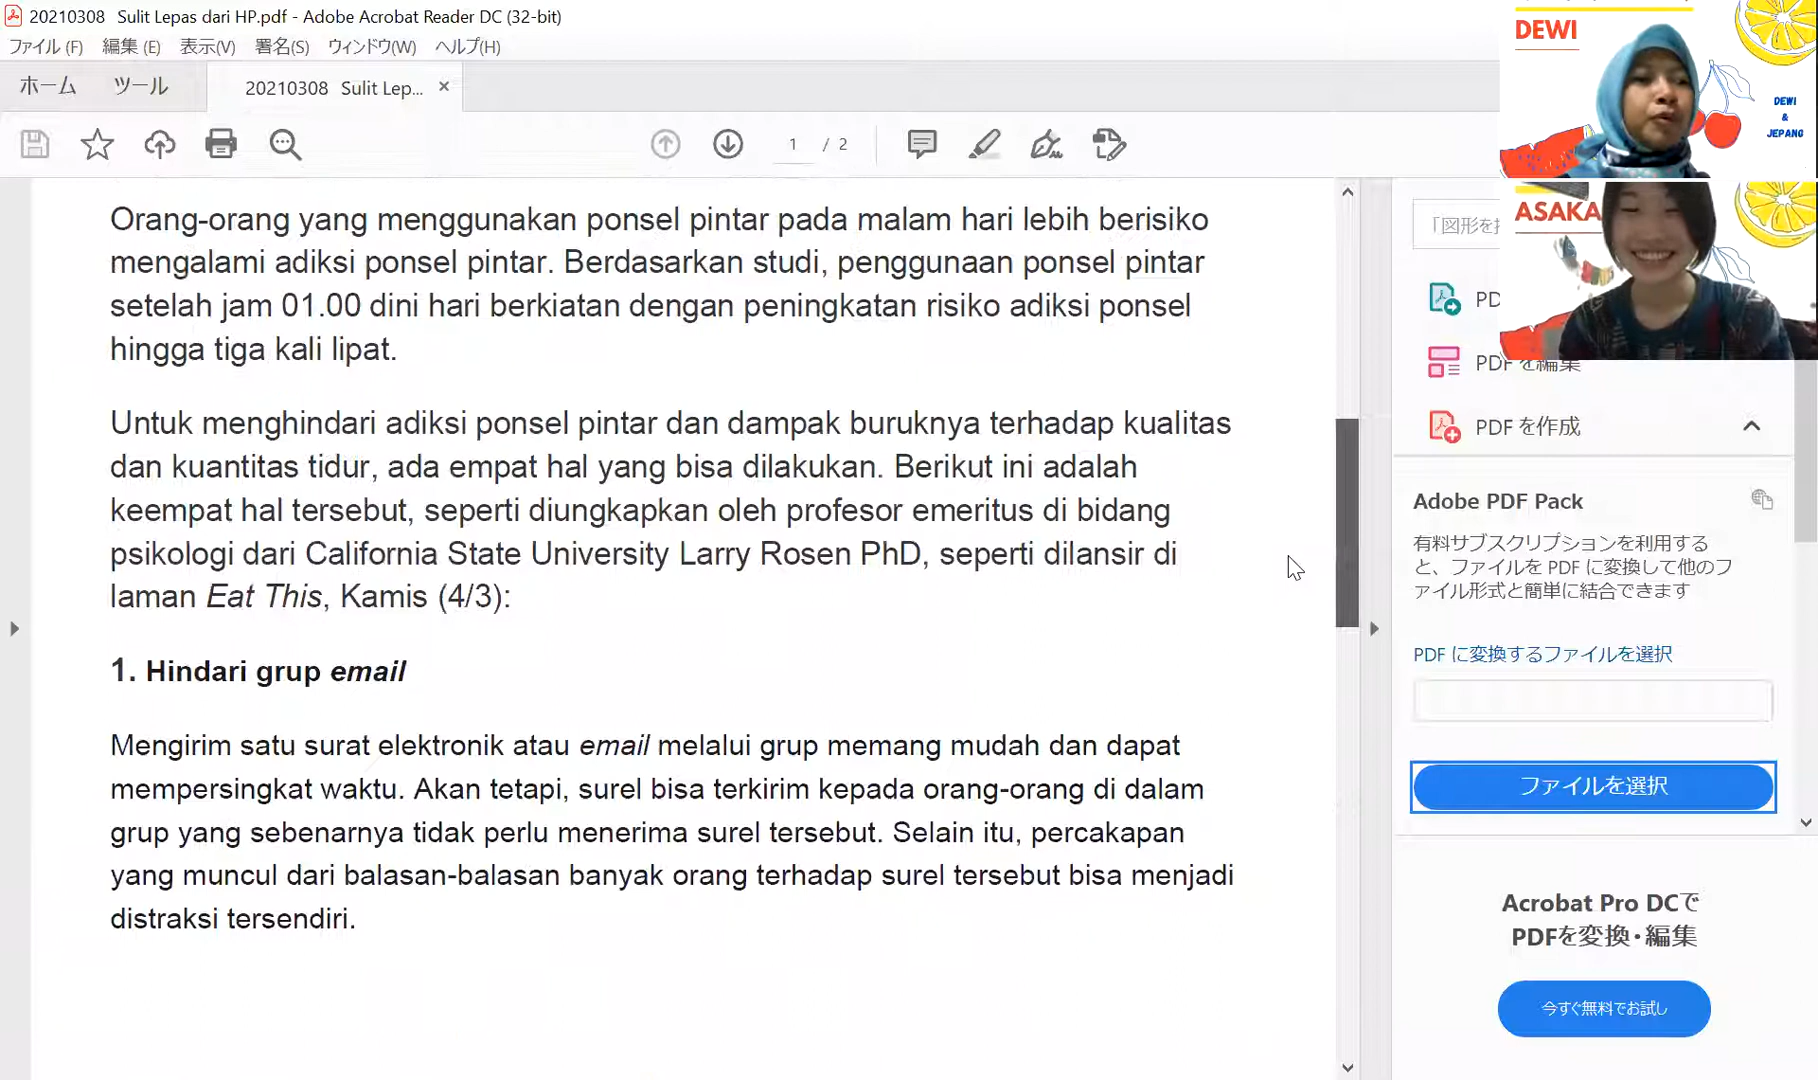 20210308 Sulit Lepas dari HP.pdf - Adobe Acrobat Reader DC (32-bit)
ファイル(F) 編集(E) 表示(V) 署名(S) ウィンドウ(W) ヘルプ(H)
ホーム ツール 20210308 Sulit Lep... ×
1 / 2
DEWI
DEWI
&
JEPANG
ASAKA
Orang-orang yang menggunakan ponsel pintar pada malam hari lebih berisiko
mengalami adiksi ponsel pintar. Berdasarkan studi, penggunaan ponsel pintar
setelah jam 01.00 dini hari berkiatan dengan peningkatan risiko adiksi ponsel
hingga tiga kali lipat.
Untuk menghindari adiksi ponsel pintar dan dampak buruknya terhadap kualitas
dan kuantitas tidur, ada empat hal yang bisa dilakukan. Berikut ini adalah
keempat hal tersebut, seperti diungkapkan oleh profesor emeritus di bidang
psikologi dari California State University Larry Rosen PhD, seperti dilansir di
laman Eat This, Kamis (4/3):
1. Hindari grup email
Mengirim satu surat elektronik atau email melalui grup memang mudah dan dapat
mempersingkat waktu. Akan tetapi, surel bisa terkirim kepada orang-orang di dalam
grup yang sebenarnya tidak perlu menerima surel tersebut. Selain itu, percakapan
yang muncul dari balasan-balasan banyak orang terhadap surel tersebut bisa menjadi
distraksi tersendiri.
「図形を
PD
PDF を編集
PDF を作成
Adobe PDF Pack
有料サブスクリプションを利用する
と、ファイルを PDF に変換して他のフ
ァイル形式と簡単に結合できます
PDF に変換するファイルを選択
ファイルを選択
Acrobat Pro DCで
PDFを変換・編集
今すぐ無料でお試し